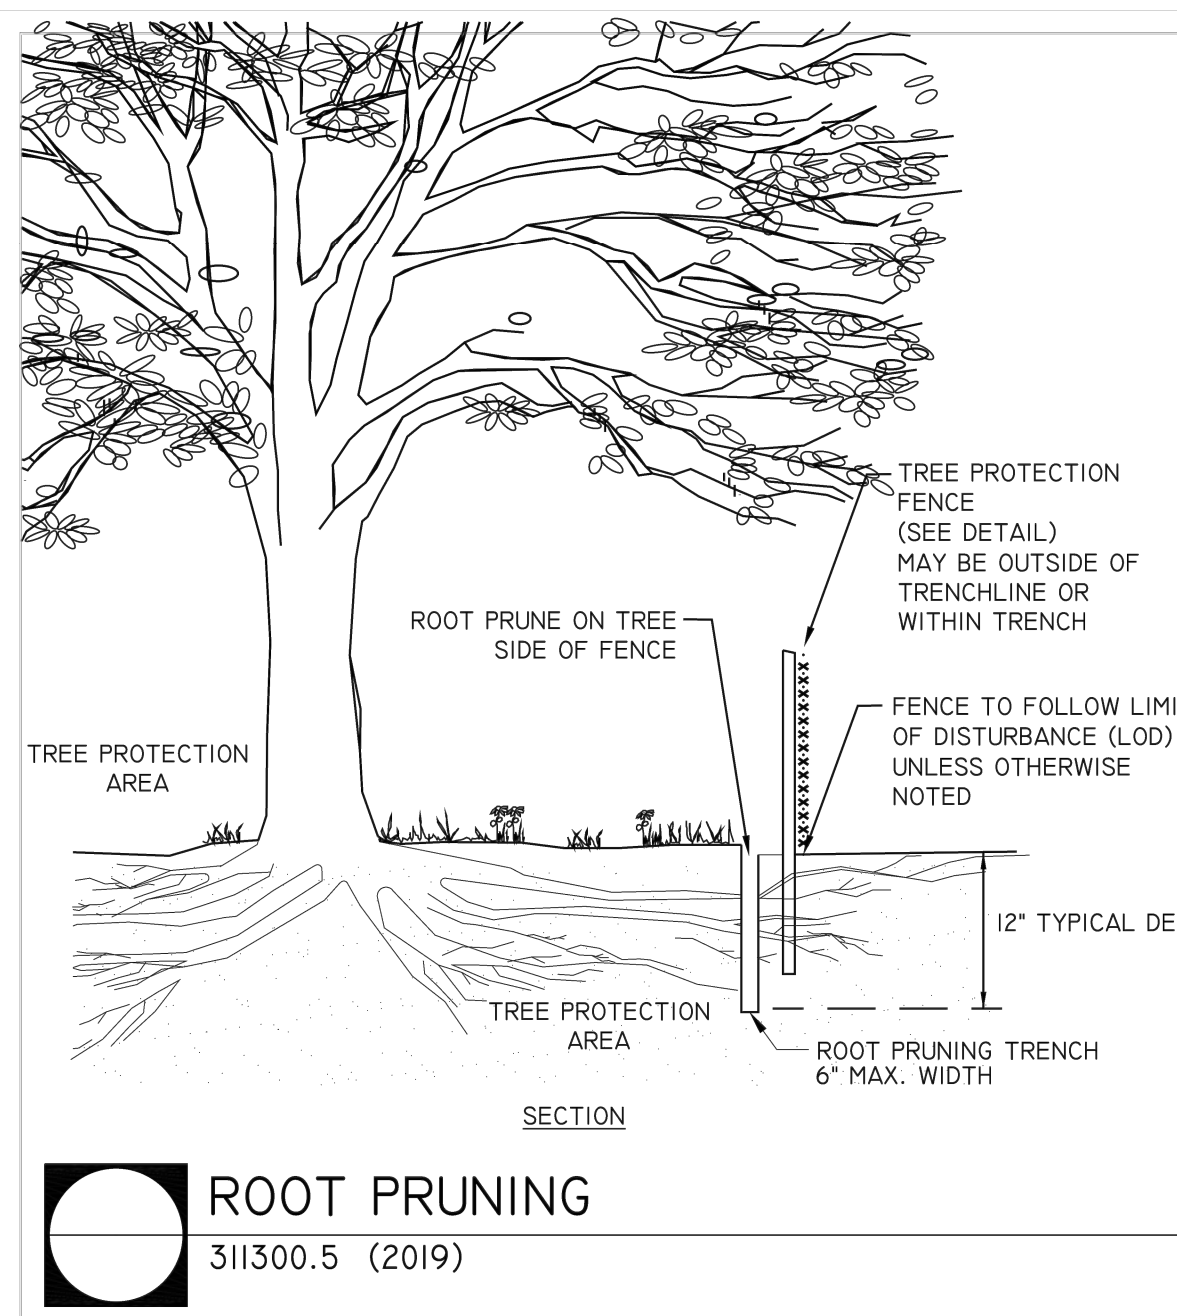 TREE PROTECTION
FENCE
(SEE DETAIL)
MAY BE OUTSIDE OF
TRENCHLINE OR
WITHIN TRENCH
ROOT PRUNE ON TREE
SIDE OF FENCE
FENCE TO FOLLOW LIMI
OF DISTURBANCE (LOD)
UNLESS OTHERWISE
NOTED
TREE PROTECTION
AREA
12" TYPICAL DE
TREE PROTECTION
AREA
ROOT PRUNING TRENCH
6" MAX. WIDTH
SECTION
ROOT PRUNING
311300.5 (2019)